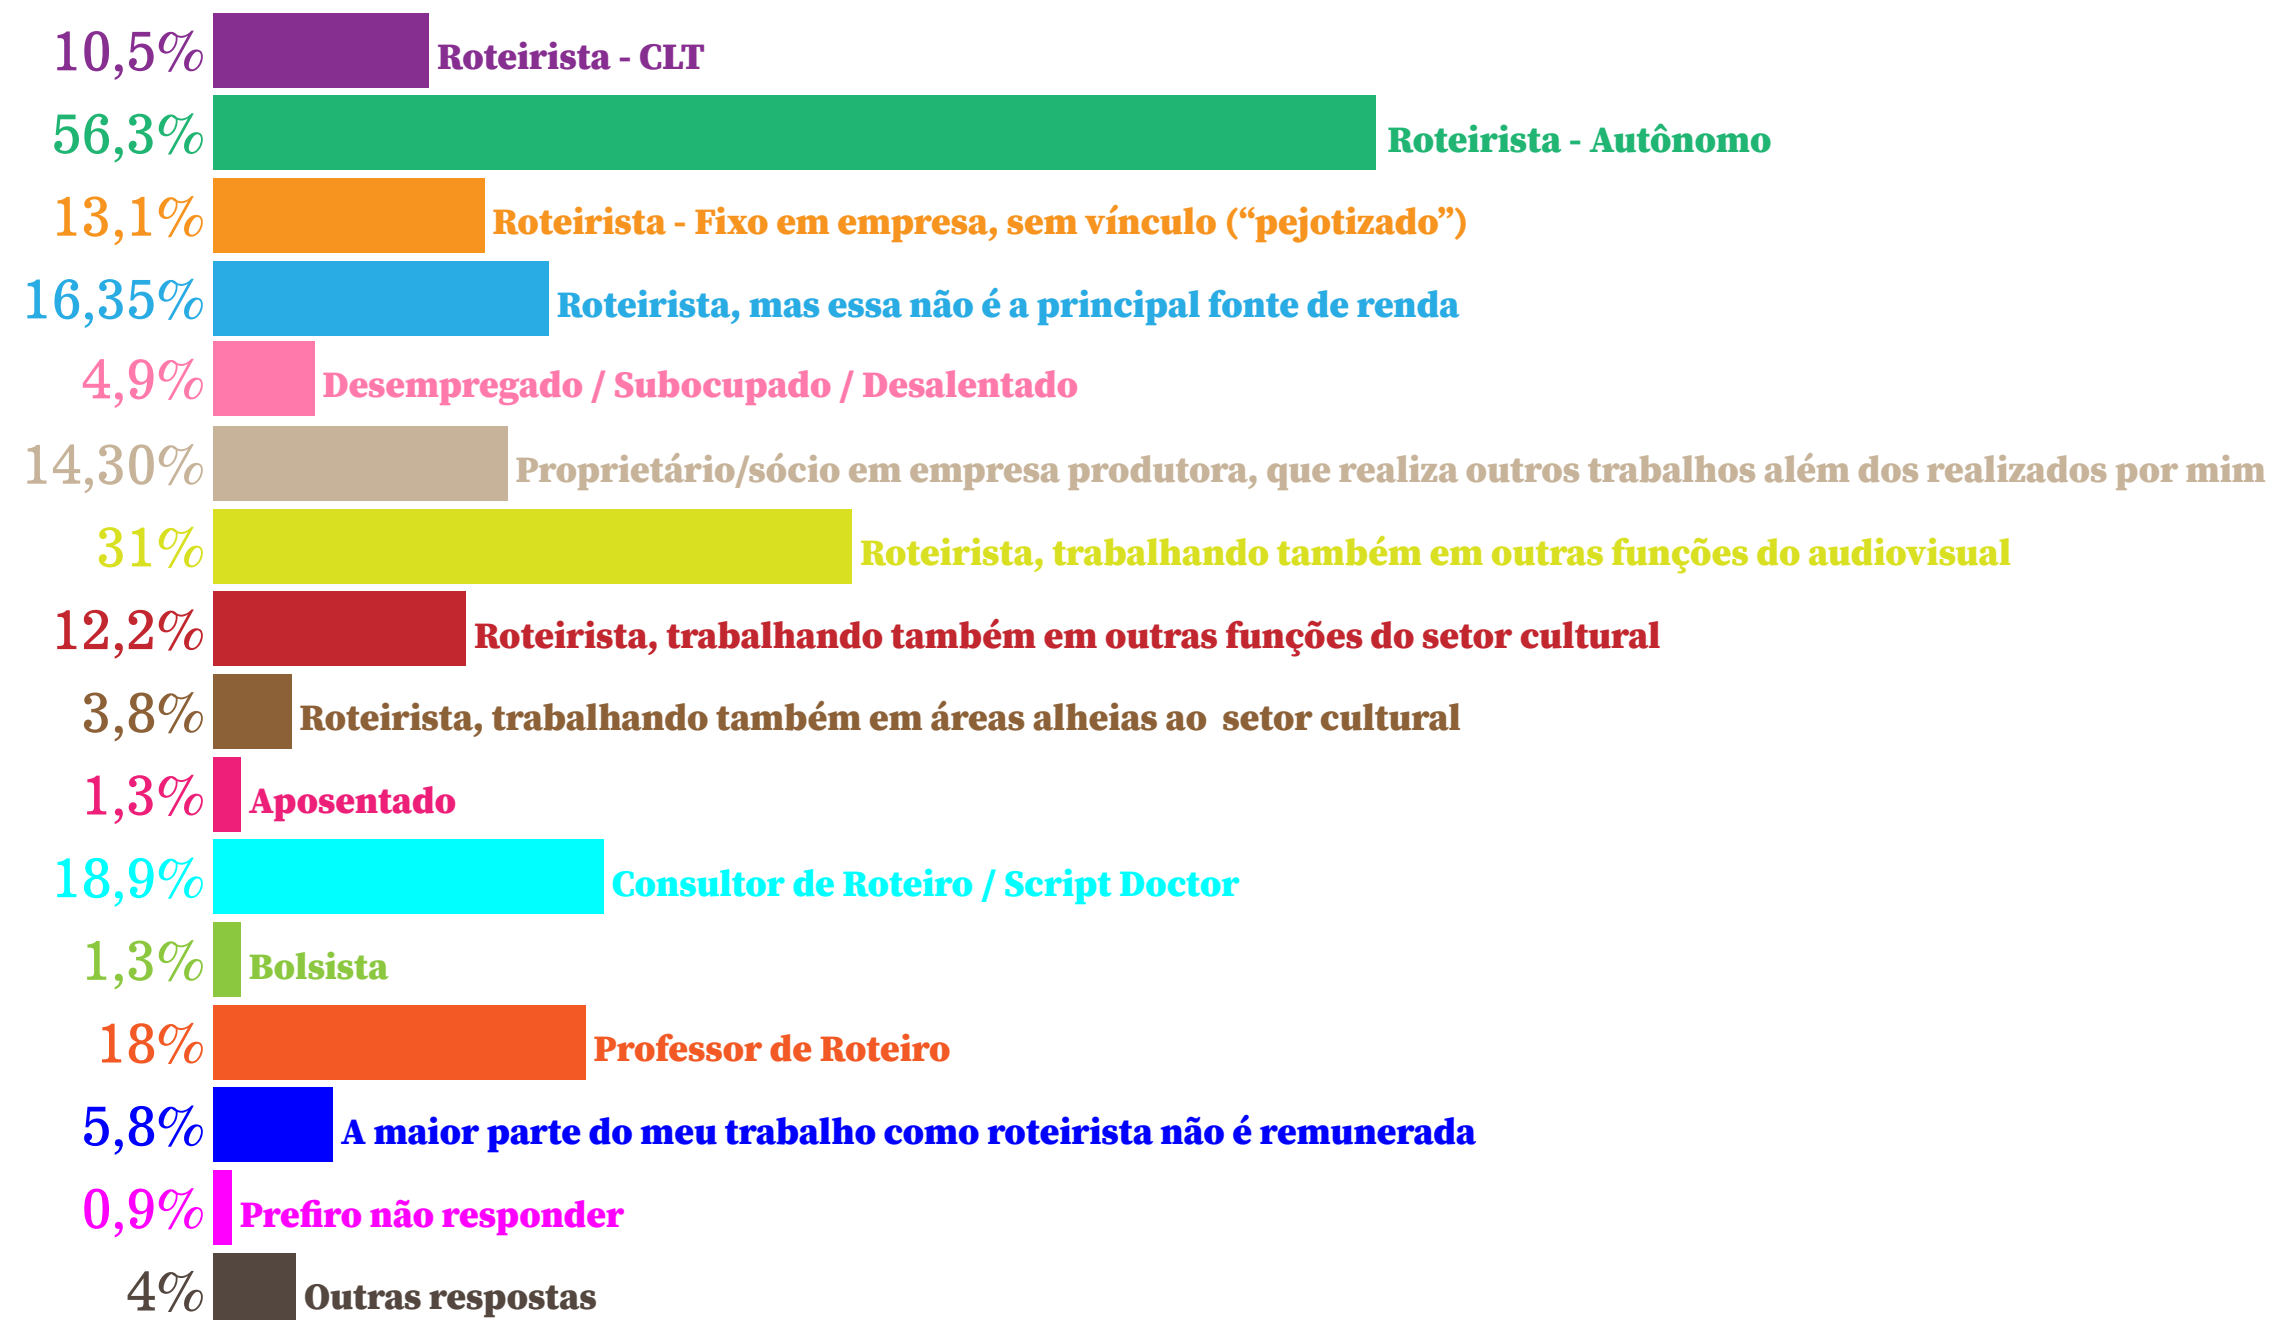 10,5% Roteirista - CLT
56,3% Roteirista - Autônomo
13,1% Roteirista - Fixo em empresa, sem vínculo (“pejotizado”)
16,35% Roteirista, mas essa não é a principal fonte de renda
4,9% Desempregado / Subocupado / Desalentado
14,30% Proprietário/sócio em empresa produtora, que realiza outros trabalhos além dos realizados por mim
31% Roteirista, trabalhando também em outras funções do audiovisual
12,2% Roteirista, trabalhando também em outras funções do setor cultural
3,8% Roteirista, trabalhando também em áreas alheias ao  setor cultural
1,3% Aposentado
18,9% Consultor de Roteiro / Script Doctor
1,3% Bolsista
18% Professor de Roteiro
5,8% A maior parte do meu trabalho como roteirista não é remunerada
0,9% Prefiro não responder
4% Outras respostas